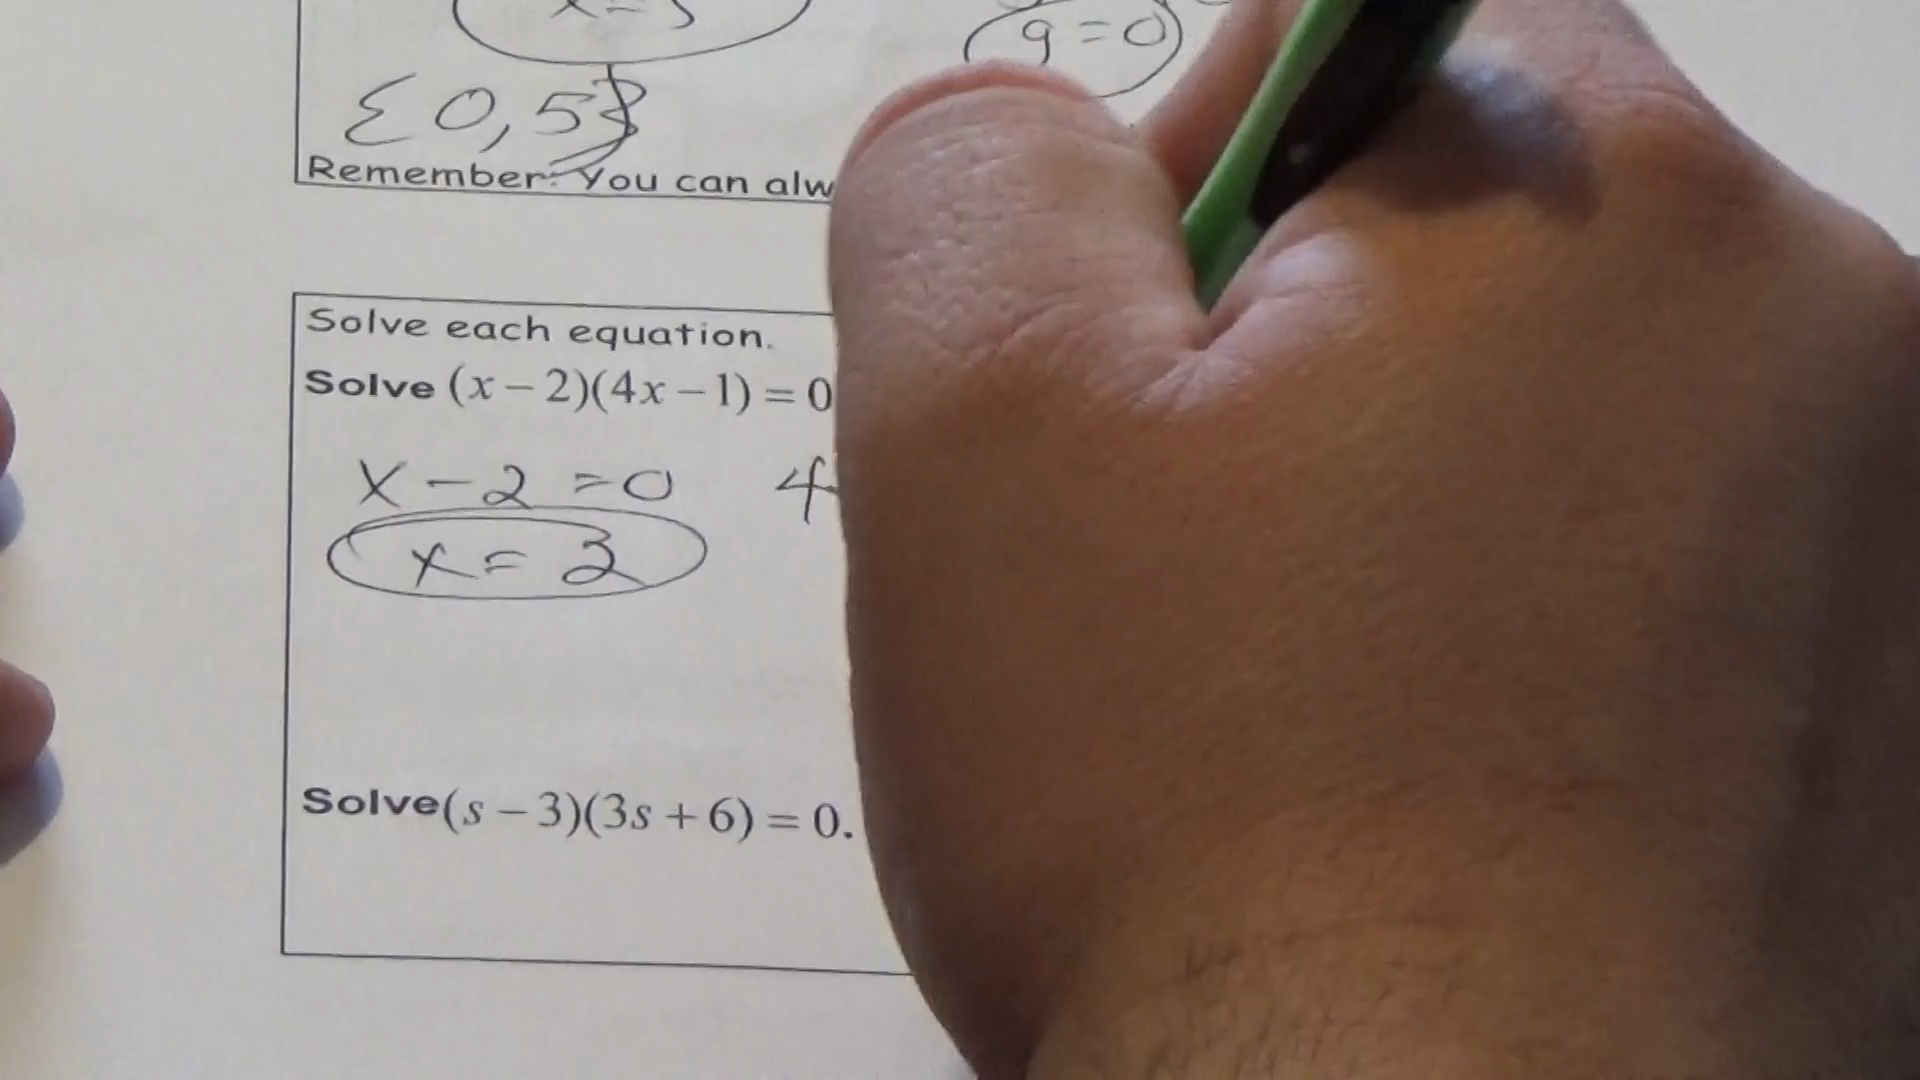 x = 5
g = 0
{0, 5}
Remember: You can alw
Solve each equation.
Solve (x − 2)(4x − 1) = 0
x − 2 = 0 4
x = 2
Solve (s − 3)(3s + 6) = 0.